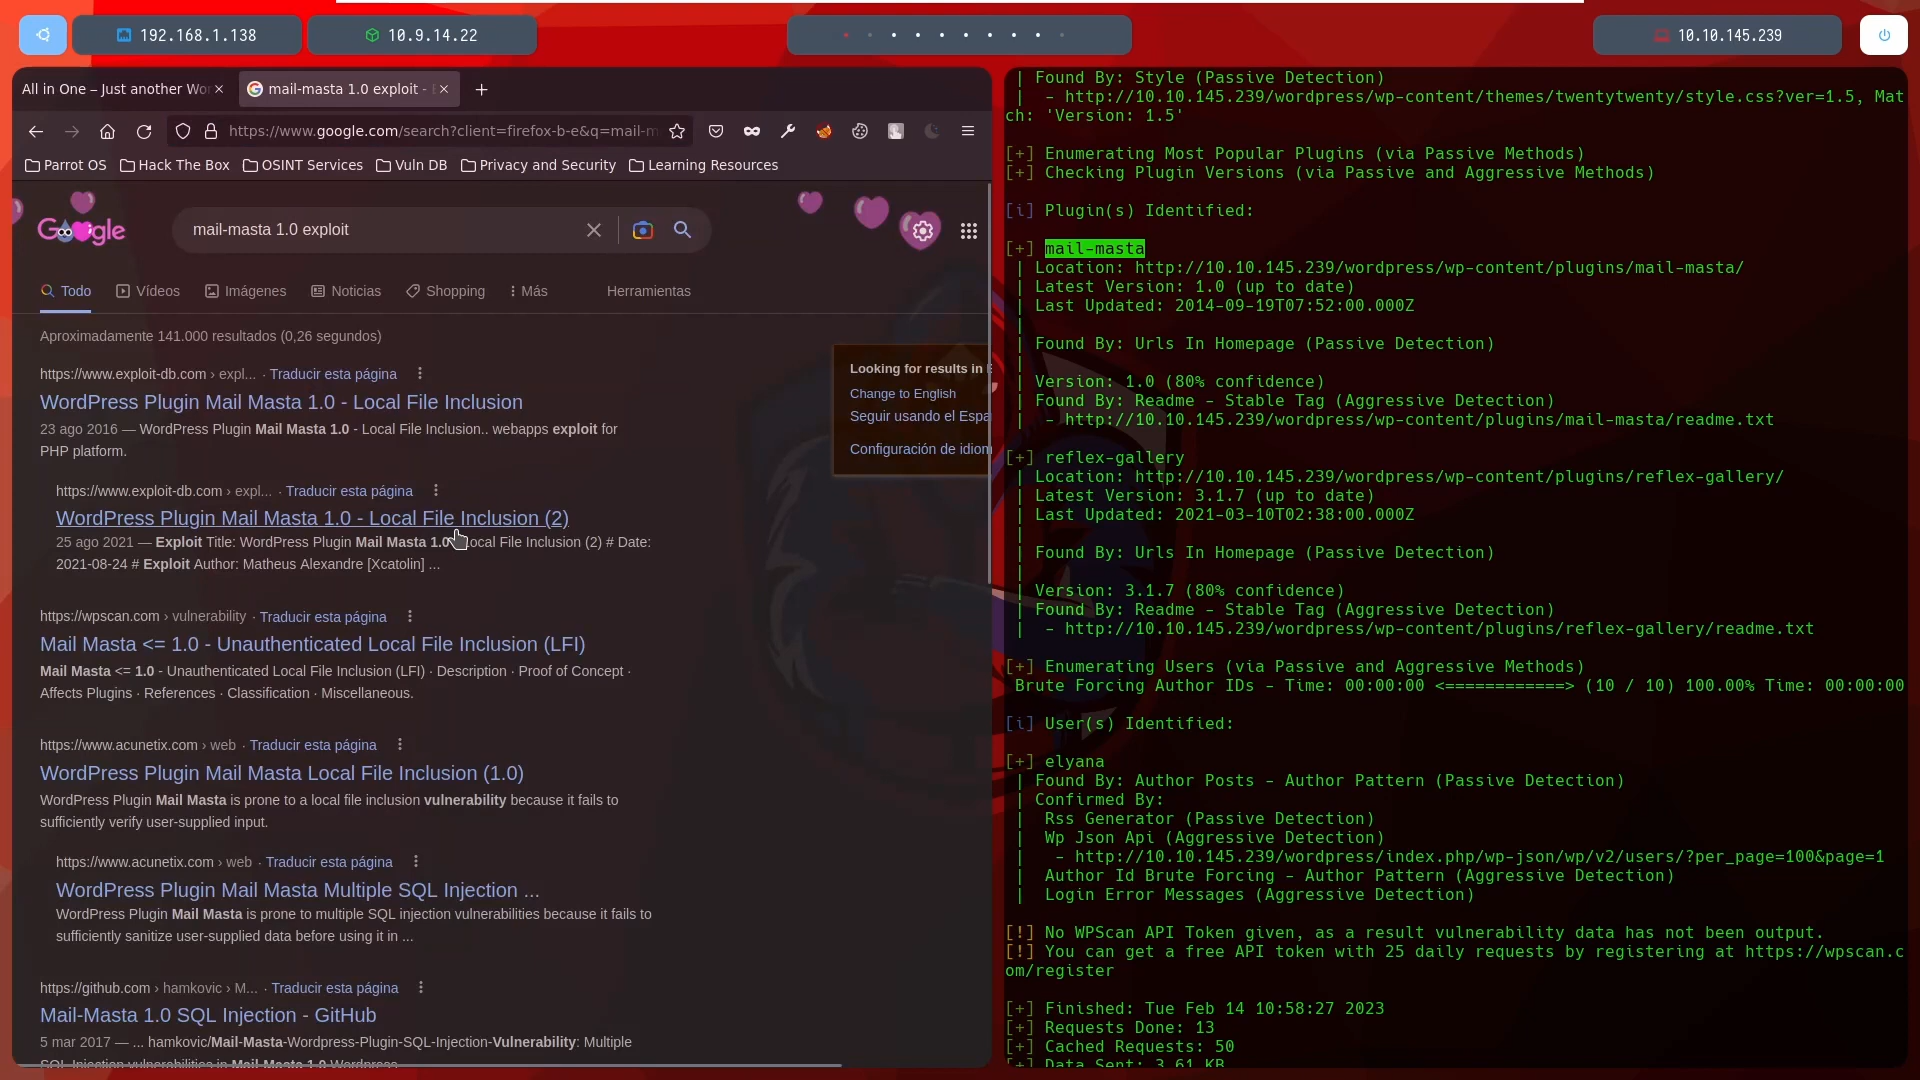 192.168.1.138
10.9.14.22
10.10.145.239
All in One – Just another Wor
mail-masta 1.0 exploit -
https://www.google.com/search?client=firefox-b-e&q=mail-m
Parrot OS
Hack The Box
OSINT Services
Vuln DB
Privacy and Security
Learning Resources
Google
mail-masta 1.0 exploit
Todo
Vídeos
Imágenes
Noticias
Shopping
Más
Herramientas
Aproximadamente 141.000 resultados (0,26 segundos)
https://www.exploit-db.com › expl... · Traducir esta página
WordPress Plugin Mail Masta 1.0 - Local File Inclusion
23 ago 2016 — WordPress Plugin Mail Masta 1.0 - Local File Inclusion.. webapps exploit for
PHP platform.
https://www.exploit-db.com › expl... · Traducir esta página
WordPress Plugin Mail Masta 1.0 - Local File Inclusion (2)
25 ago 2021 — Exploit Title: WordPress Plugin Mail Masta 1.0 Local File Inclusion (2) # Date:
2021-08-24 # Exploit Author: Matheus Alexandre [Xcatolin] ...
https://wpscan.com › vulnerability · Traducir esta página
Mail Masta <= 1.0 - Unauthenticated Local File Inclusion (LFI)
Mail Masta <= 1.0 - Unauthenticated Local File Inclusion (LFI) · Description · Proof of Concept ·
Affects Plugins · References · Classification · Miscellaneous.
https://www.acunetix.com › web · Traducir esta página
WordPress Plugin Mail Masta Local File Inclusion (1.0)
WordPress Plugin Mail Masta is prone to a local file inclusion vulnerability because it fails to
sufficiently verify user-supplied input.
https://www.acunetix.com › web · Traducir esta página
WordPress Plugin Mail Masta Multiple SQL Injection ...
WordPress Plugin Mail Masta is prone to multiple SQL injection vulnerabilities because it fails to
sufficiently sanitize user-supplied data before using it in ...
https://github.com › hamkovic › M... · Traducir esta página
Mail-Masta 1.0 SQL Injection - GitHub
5 mar 2017 — ... hamkovic/Mail-Masta-Wordpress-Plugin-SQL-Injection-Vulnerability: Multiple
SQL-Injection vulnerabilities in Mail-Masta 1.0 Wordpress
Looking for results in
Change to English
Seguir usando el Espa
Configuración de idiom
| Found By: Style (Passive Detection)
|  - http://10.10.145.239/wordpress/wp-content/themes/twentytwenty/style.css?ver=1.5, Mat
ch: 'Version: 1.5'
[+] Enumerating Most Popular Plugins (via Passive Methods)
[+] Checking Plugin Versions (via Passive and Aggressive Methods)
[i] Plugin(s) Identified:
[+] mail-masta
| Location: http://10.10.145.239/wordpress/wp-content/plugins/mail-masta/
| Latest Version: 1.0 (up to date)
| Last Updated: 2014-09-19T07:52:00.000Z
|
| Found By: Urls In Homepage (Passive Detection)
|
| Version: 1.0 (80% confidence)
| Found By: Readme - Stable Tag (Aggressive Detection)
|  - http://10.10.145.239/wordpress/wp-content/plugins/mail-masta/readme.txt
[+] reflex-gallery
| Location: http://10.10.145.239/wordpress/wp-content/plugins/reflex-gallery/
| Latest Version: 3.1.7 (up to date)
| Last Updated: 2021-03-10T02:38:00.000Z
|
| Found By: Urls In Homepage (Passive Detection)
|
| Version: 3.1.7 (80% confidence)
| Found By: Readme - Stable Tag (Aggressive Detection)
|  - http://10.10.145.239/wordpress/wp-content/plugins/reflex-gallery/readme.txt
[+] Enumerating Users (via Passive and Aggressive Methods)
Brute Forcing Author IDs - Time: 00:00:00 <============> (10 / 10) 100.00% Time: 00:00:00
[i] User(s) Identified:
[+] elyana
| Found By: Author Posts - Author Pattern (Passive Detection)
| Confirmed By:
|  Rss Generator (Passive Detection)
|  Wp Json Api (Aggressive Detection)
|   - http://10.10.145.239/wordpress/index.php/wp-json/wp/v2/users/?per_page=100&page=1
|  Author Id Brute Forcing - Author Pattern (Aggressive Detection)
|  Login Error Messages (Aggressive Detection)
[!] No WPScan API Token given, as a result vulnerability data has not been output.
[!] You can get a free API token with 25 daily requests by registering at https://wpscan.c
om/register
[+] Finished: Tue Feb 14 10:58:27 2023
[+] Requests Done: 13
[+] Cached Requests: 50
[+] Data Sent: 3.61 KB